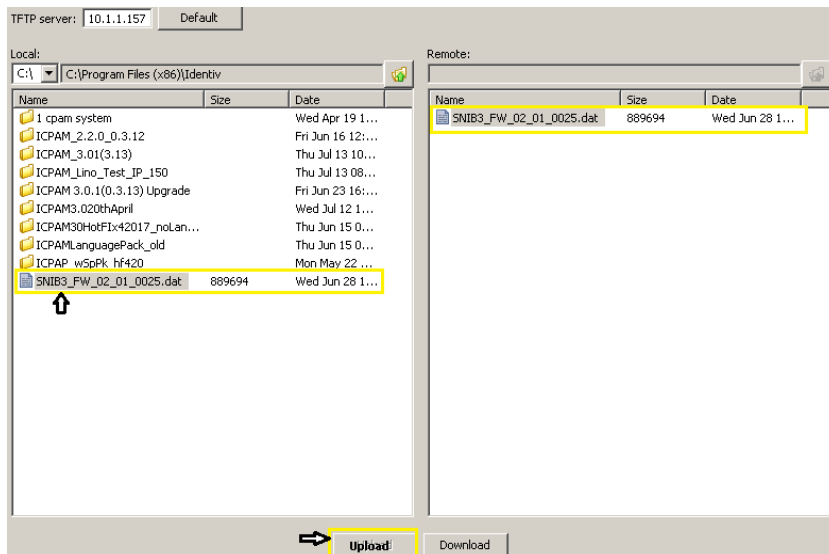 TFTP server: 10.1.1.157 Default
Local:
C:\ C:\Program Files (x86)\Identiv
Name Size Date
1 cpam system Wed Apr 19 1...
ICPAM_2.2.0_0.3.12 Fri Jun 16 12:...
ICPAM_3.01(3.13) Thu Jul 13 10...
ICPAM_Lino_Test_IP_150 Thu Jul 13 08...
ICPAM 3.0.1(0.3.13) Upgrade Fri Jun 23 16:...
ICPAM3.020thApril Wed Jul 12 1...
ICPAM30HotFIx42017_noLan... Thu Jun 15 0...
ICPAMLanguagePack_old Thu Jun 15 0...
ICPAP_wSpPk_hf420 Mon May 22 ...
SNIB3_FW_02_01_0025.dat 889694 Wed Jun 28 1...
Remote:
Name Size Date
SNIB3_FW_02_01_0025.dat 889694 Wed Jun 28 1...
Upload Download